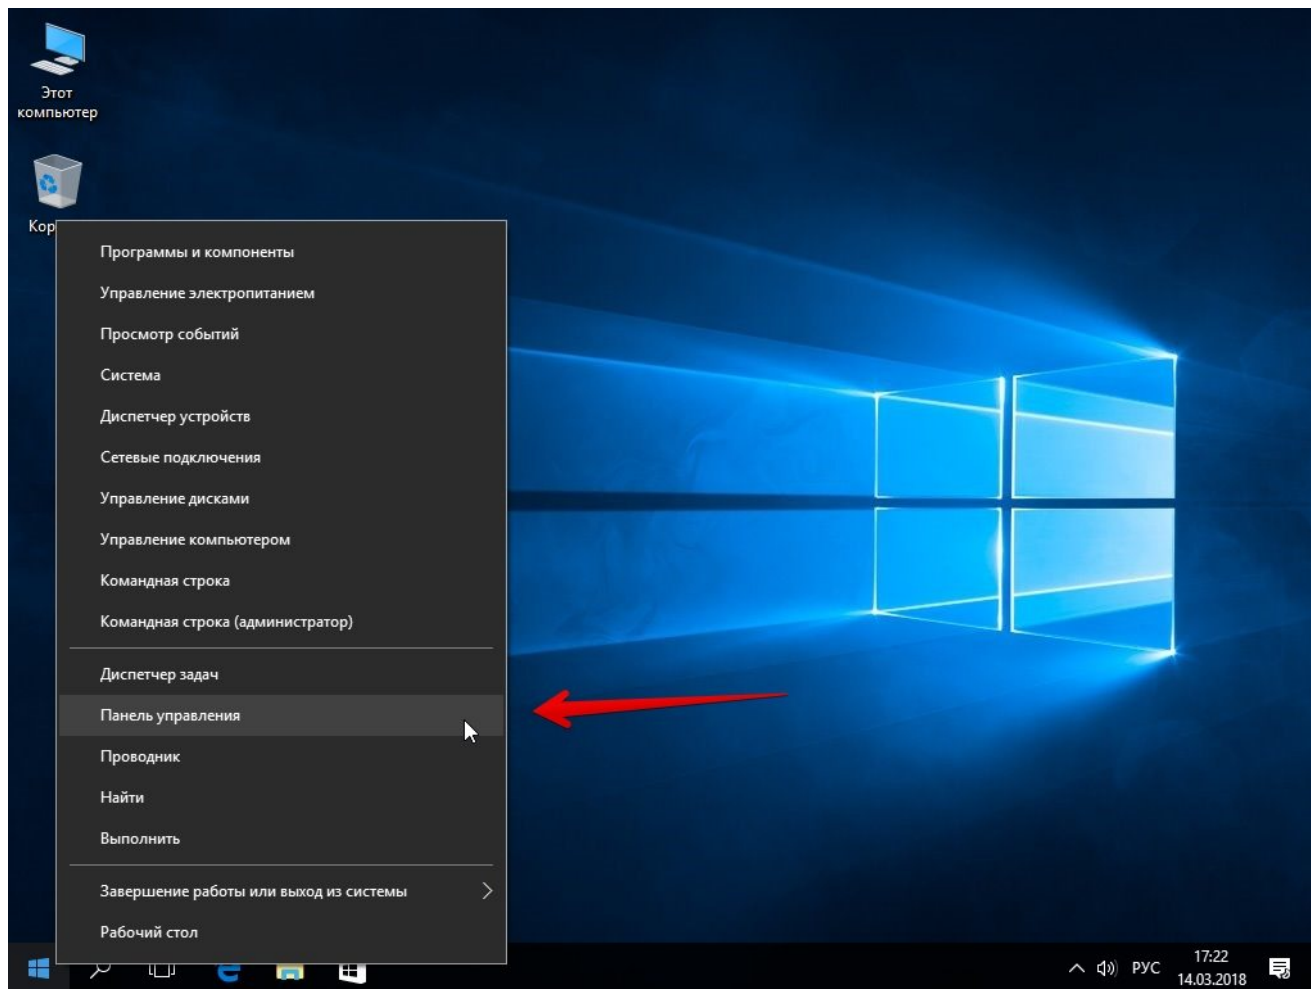 Этот
компьютер
Кор
Программы и компоненты
Управление электропитанием
Просмотр событий
Система
Диспетчер устройств
Сетевые подключения
Управление дисками
Управление компьютером
Командная строка
Командная строка (администратор)
Диспетчер задач
Панель управления
Проводник
Найти
Выполнить
Завершение работы или выход из системы
Рабочий стол
РУС
17:22
14.03.2018